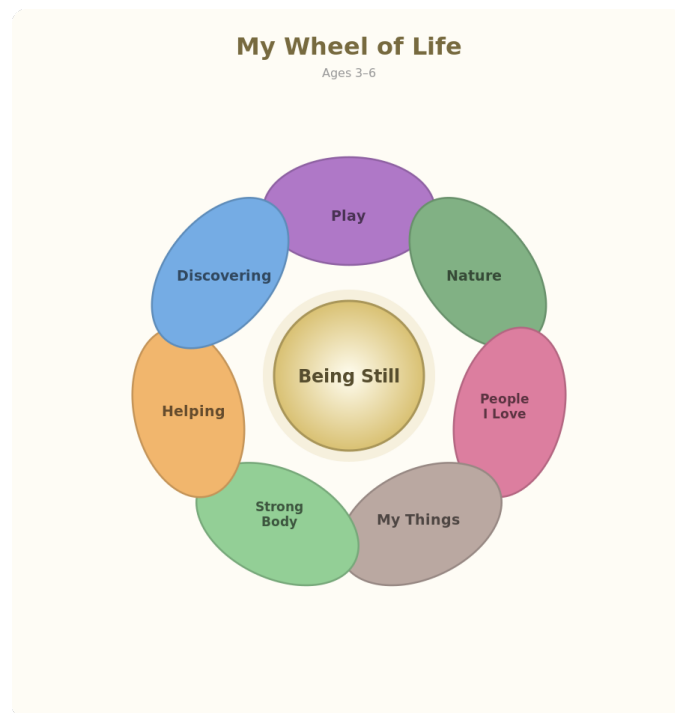 My Wheel of Life
Ages 3–6
Play
Discovering
Nature
Being Still
People
I Love
Helping
Strong
Body
My Things